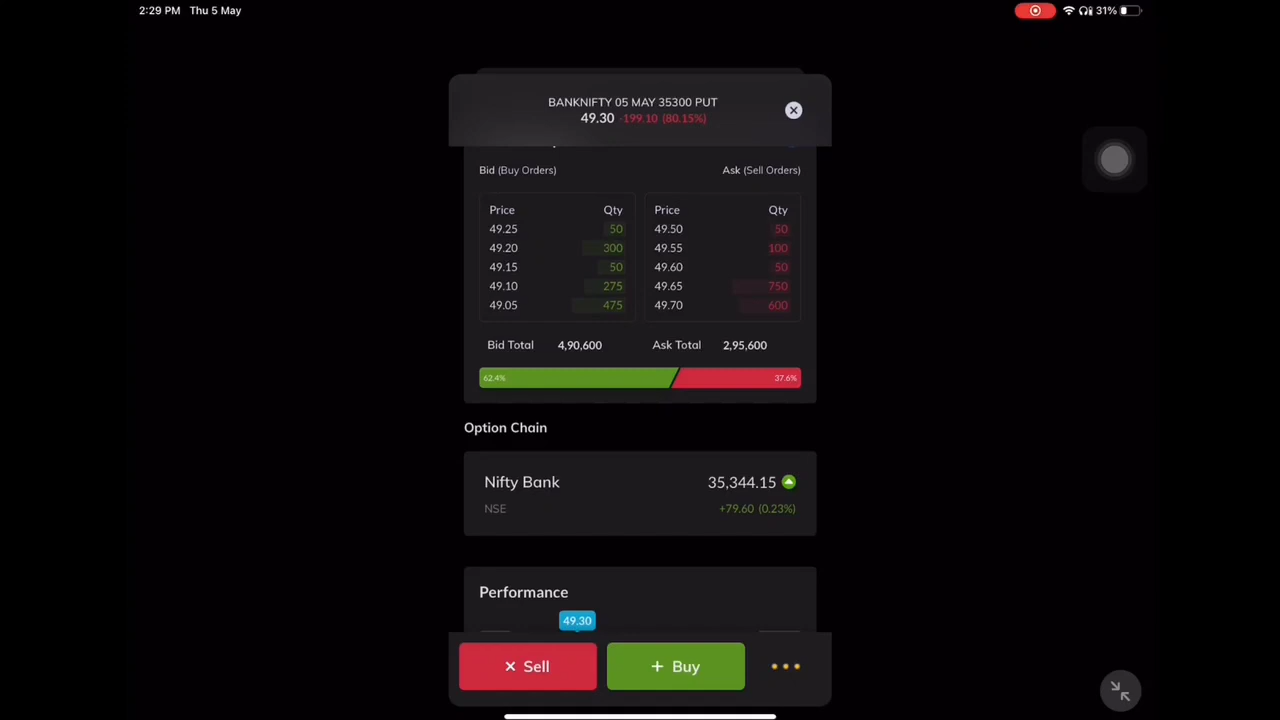 2:29 PM Thu 5 May
31%
BANKNIFTY 05 MAY 35300 PUT
49.30 -199.10 (80.15%)
Bid (Buy Orders) Ask (Sell Orders)
Price Qty Price Qty
49.25 50 49.50 50
49.20 300 49.55 100
49.15 50 49.60 50
49.10 275 49.65 750
49.05 475 49.70 600
Bid Total 4,90,600 Ask Total 2,95,600
62.4% 37.6%
Option Chain
Nifty Bank 35,344.15
NSE +79.60 (0.23%)
Performance
49.30
× Sell + Buy